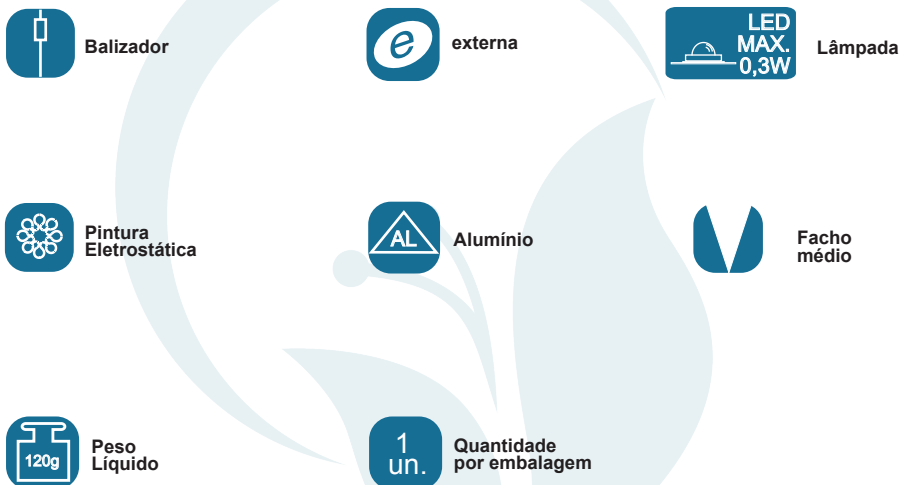 Balizador
e
externa
LED
MAX.
0,3W
Lâmpada
Pintura
Eletrostática
AL
Alumínio
Facho
médio
120g
Peso
Líquido
1
un.
Quantidade
por embalagem